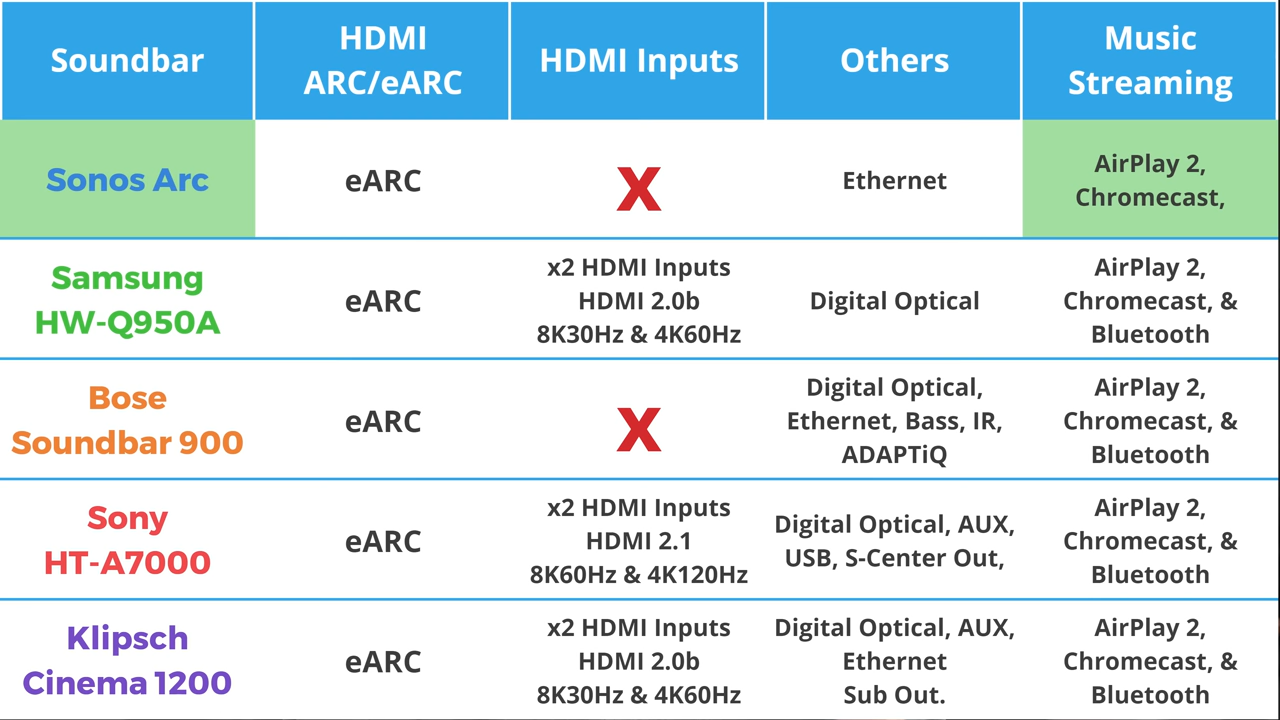 Soundbar
HDMI
ARC/eARC
HDMI Inputs
Others
Music
Streaming
Sonos Arc
eARC
X
Ethernet
AirPlay 2,
Chromecast,
Samsung
HW-Q950A
eARC
x2 HDMI Inputs
HDMI 2.0b
8K30Hz & 4K60Hz
Digital Optical
AirPlay 2,
Chromecast, &
Bluetooth
Bose
Soundbar 900
eARC
X
Digital Optical,
Ethernet, Bass, IR,
ADAPTiQ
AirPlay 2,
Chromecast, &
Bluetooth
Sony
HT-A7000
eARC
x2 HDMI Inputs
HDMI 2.1
8K60Hz & 4K120Hz
Digital Optical, AUX,
USB, S-Center Out,
AirPlay 2,
Chromecast, &
Bluetooth
Klipsch
Cinema 1200
eARC
x2 HDMI Inputs
HDMI 2.0b
8K30Hz & 4K60Hz
Digital Optical, AUX,
Ethernet
Sub Out.
AirPlay 2,
Chromecast, &
Bluetooth